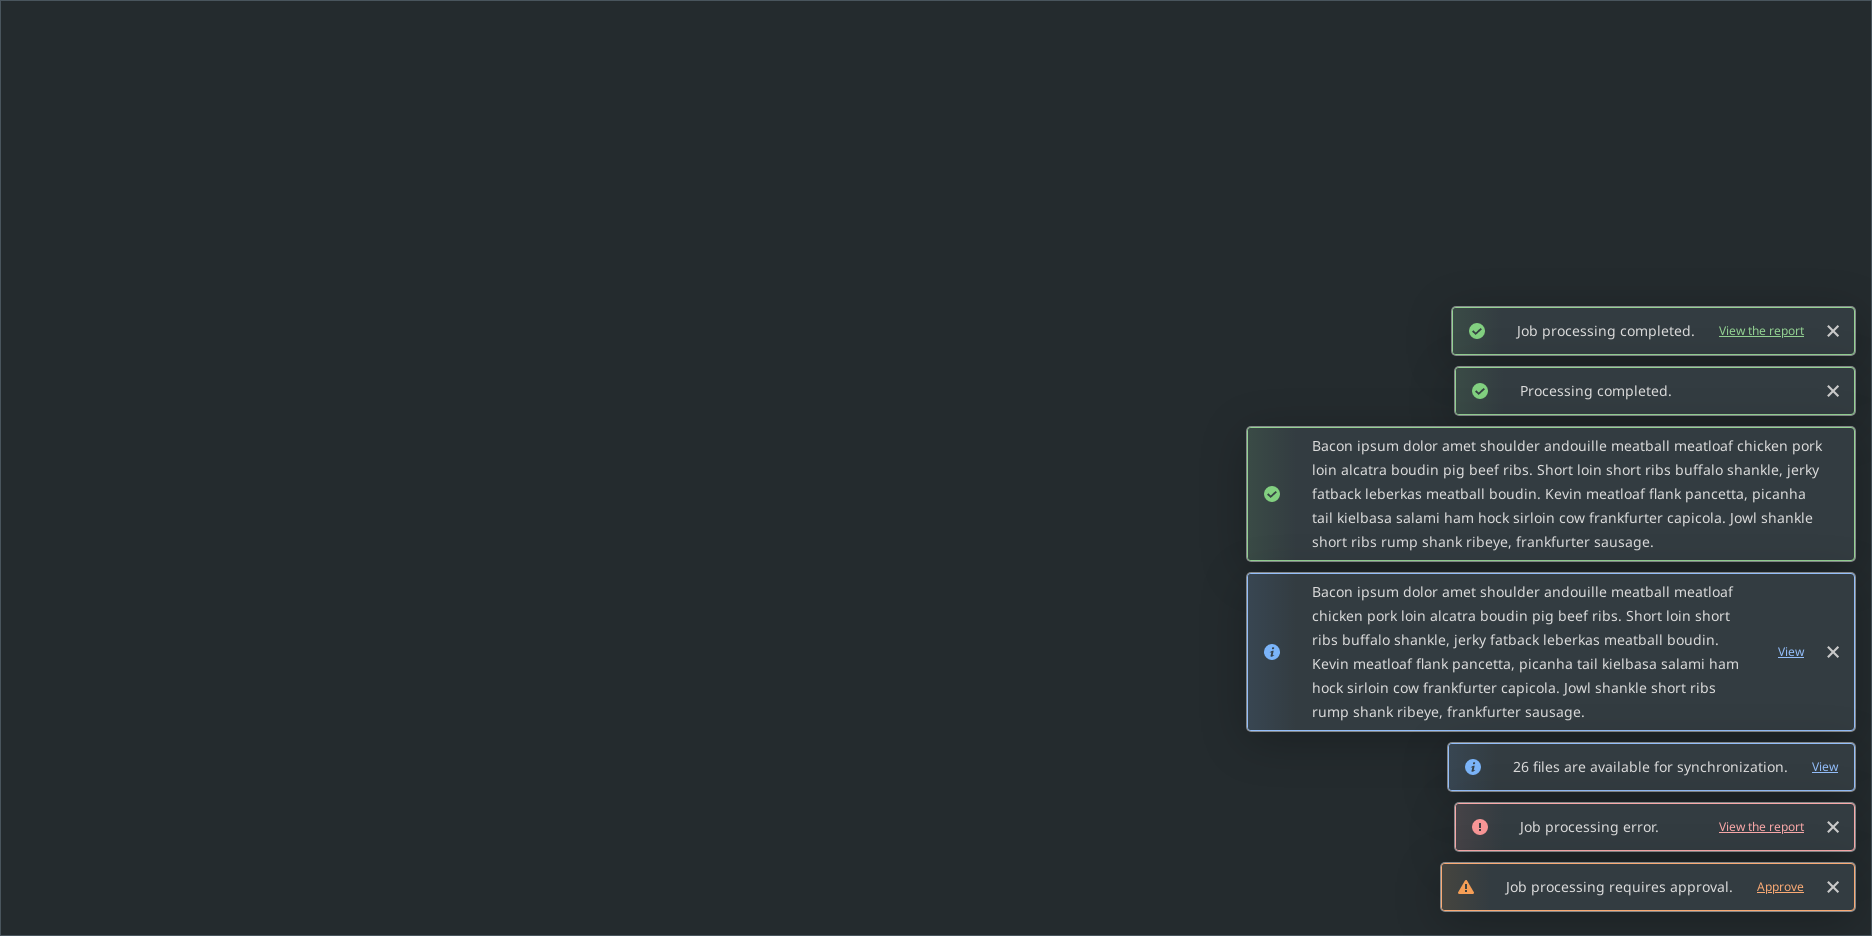 Job processing completed. View the report
Processing completed.
Bacon ipsum dolor amet shoulder andouille meatball meatloaf chicken pork
loin alcatra boudin pig beef ribs. Short loin short ribs buffalo shankle, jerky
fatback leberkas meatball boudin. Kevin meatloaf flank pancetta, picanha
tail kielbasa salami ham hock sirloin cow frankfurter capicola. Jowl shankle
short ribs rump shank ribeye, frankfurter sausage.
Bacon ipsum dolor amet shoulder andouille meatball meatloaf
chicken pork loin alcatra boudin pig beef ribs. Short loin short
ribs buffalo shankle, jerky fatback leberkas meatball boudin.
Kevin meatloaf flank pancetta, picanha tail kielbasa salami ham
hock sirloin cow frankfurter capicola. Jowl shankle short ribs
rump shank ribeye, frankfurter sausage.
View
26 files are available for synchronization. View
Job processing error. View the report
Job processing requires approval. Approve